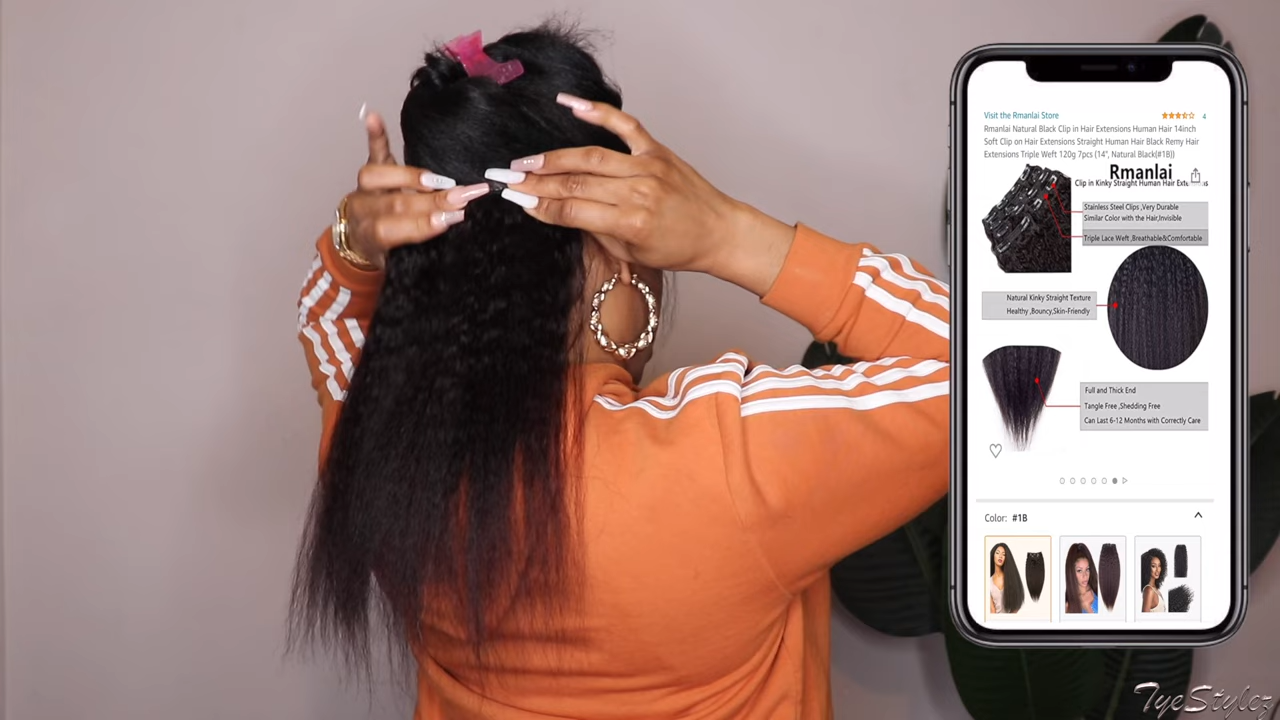 Visit the Rmanlai Store
4
Rmanlai Natural Black Clip in Hair Extensions Human Hair 14inch
Soft Clip on Hair Extensions Straight Human Hair Black Remy Hair
Extensions Triple Weft 120g 7pcs (14", Natural Black(#1B))
Rmanlai
Clip in Kinky Straight Human Hair
Stainless Steel Clips ,Very Durable
Similar Color with the Hair,Invisible
Triple Lace Weft ,Breathable&Comfortable
Natural Kinky Straight Texture
Healthy ,Bouncy,Skin-Friendly
Full and Thick End
Tangle Free ,Shedding Free
Can Last 6-12 Months with Correctly Care
Color: #1B
TyeStylez